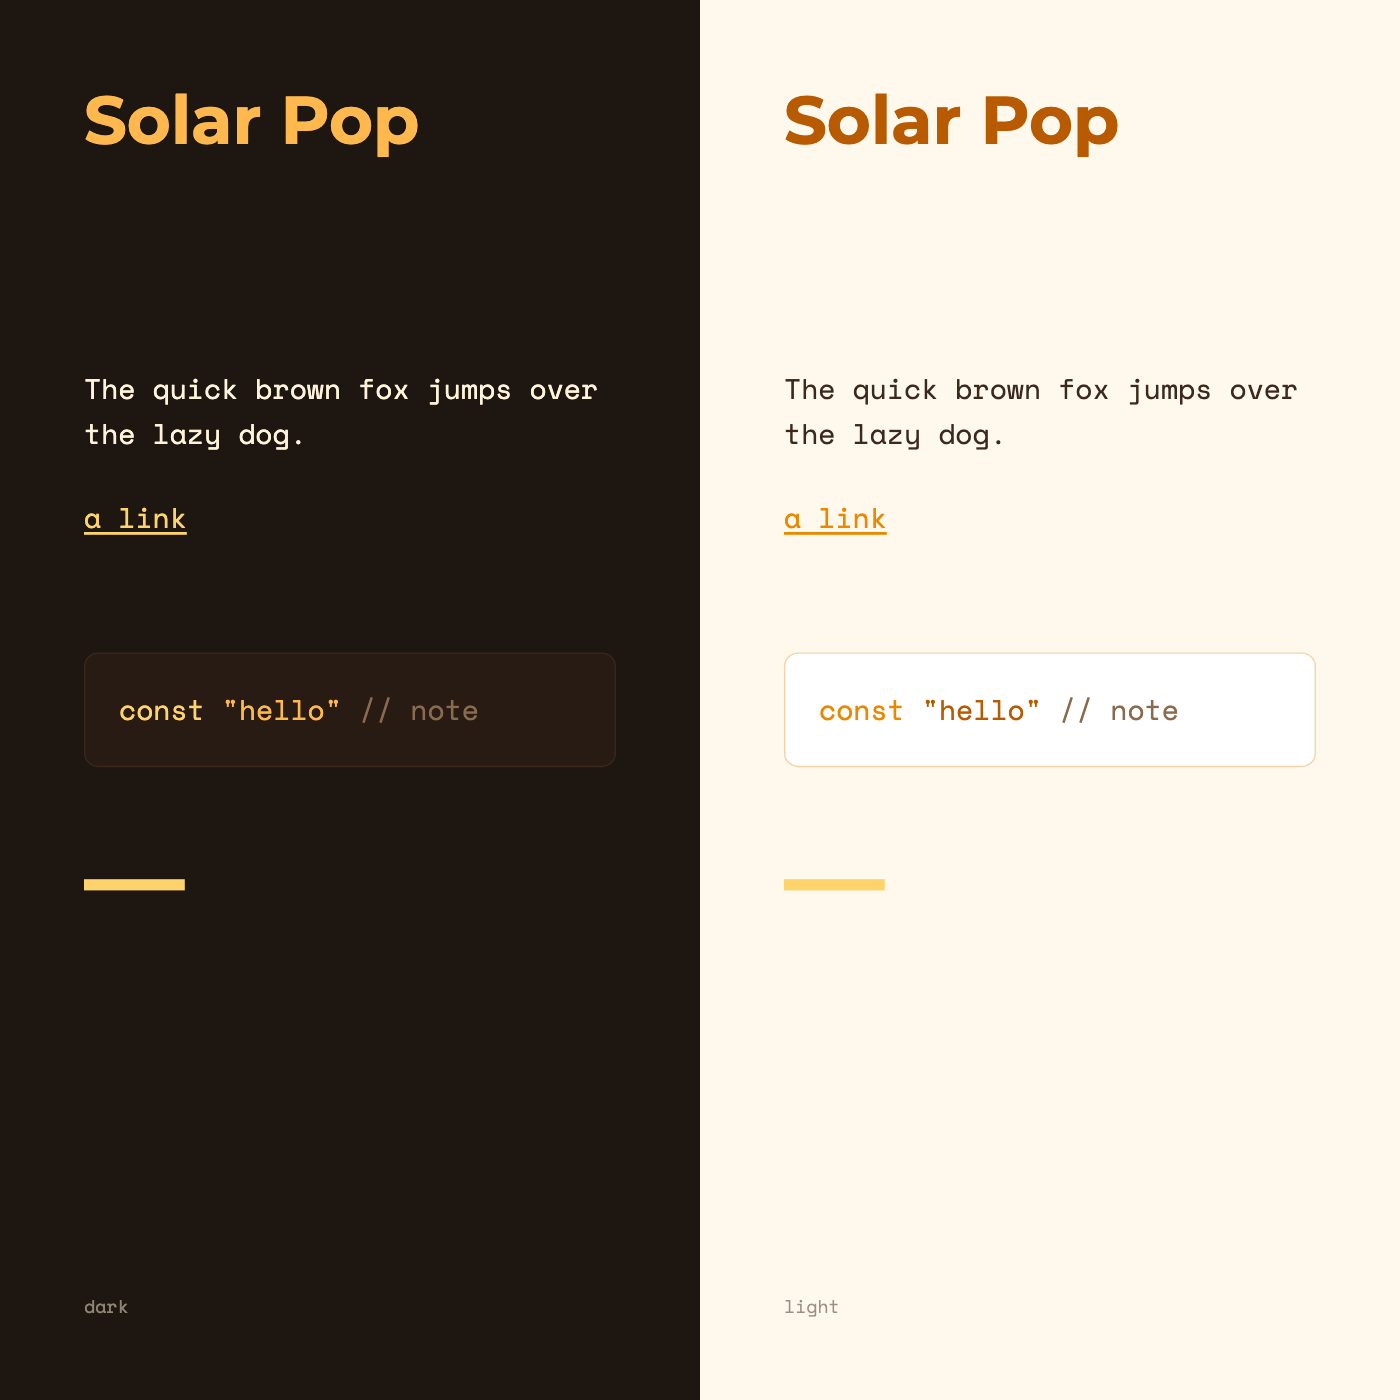 Solar Pop
The quick brown fox jumps over
the lazy dog.
a link
const "hello" // note
dark
Solar Pop
The quick brown fox jumps over
the lazy dog.
a link
const "hello" // note
light